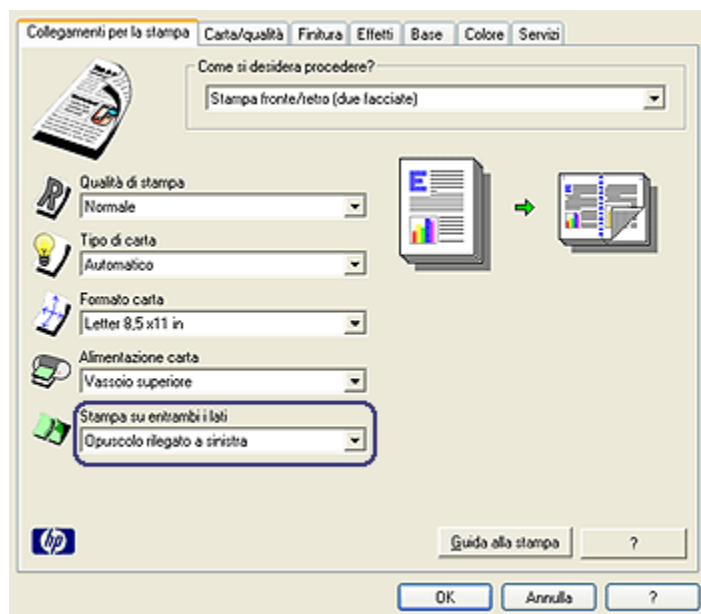 Collegamenti per la stampa Carta/qualità Finitura Effetti Base Colore Servizi
Come si desidera procedere?
Stampa fronte/retro (due facciate)
Qualità di stampa
Normale
Tipo di carta
Automatico
Formato carta
Letter 8,5 x11 in
Alimentazione carta
Vassoio superiore
Stampa su entrambi i lati
Opuscolo rilegato a sinistra
hp
Guida alla stampa ?
OK Annulla ?